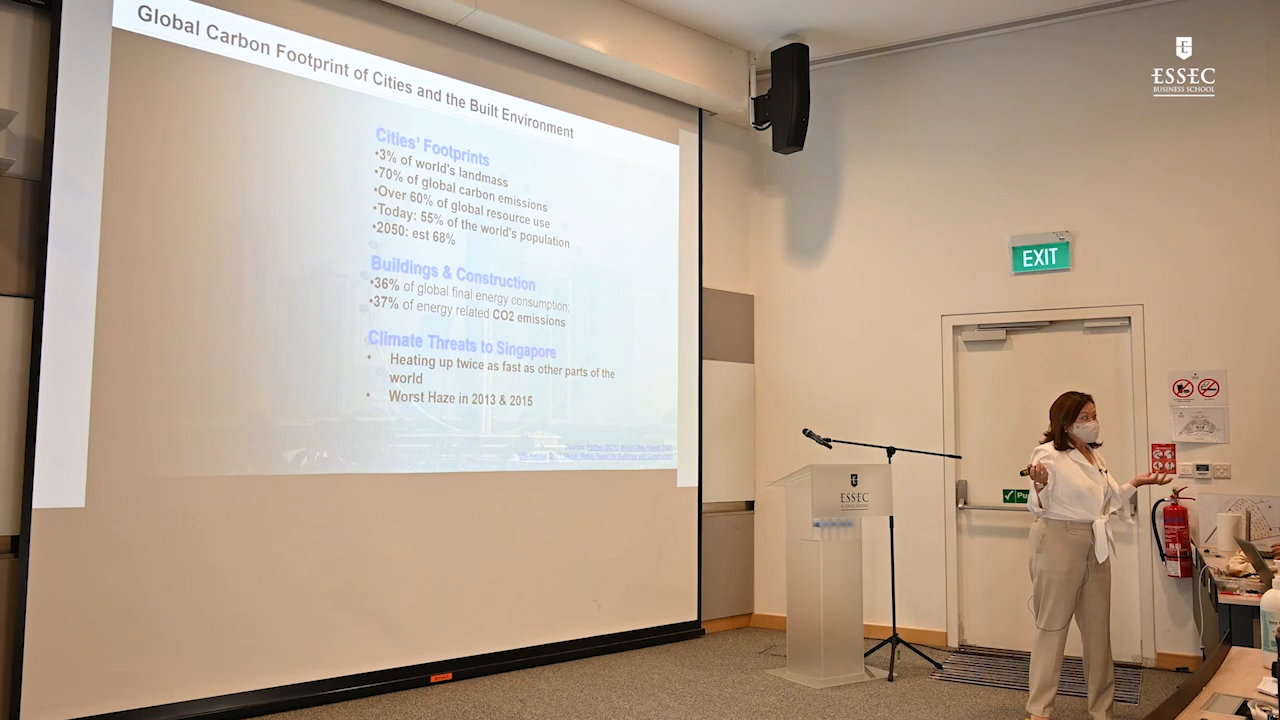 Global Carbon Footprint of Cities and the Built Environment
Cities' Footprints
•3% of world's landmass
•70% of global carbon emissions
•Over 60% of global resource use
•Today: 55% of the world's population
•2050: est 68%
Buildings & Construction
•36% of global final energy consumption;
•37% of energy related CO2 emissions
Climate Threats to Singapore
• Heating up twice as fast as other parts of the
world
• Worst Haze in 2013 & 2015
ESSEC
BUSINESS SCHOOL
EXIT
ESSEC
BUSINESS SCHOOL